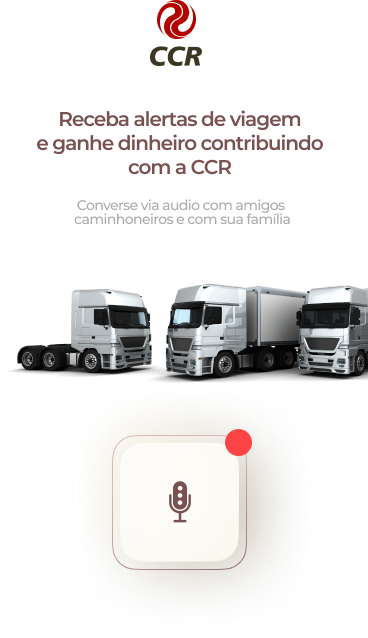 CCR
Receba alertas de viagem
e ganhe dinheiro contribuindo
com a CCR
Converse via audio com amigos
caminhoneiros e com sua família